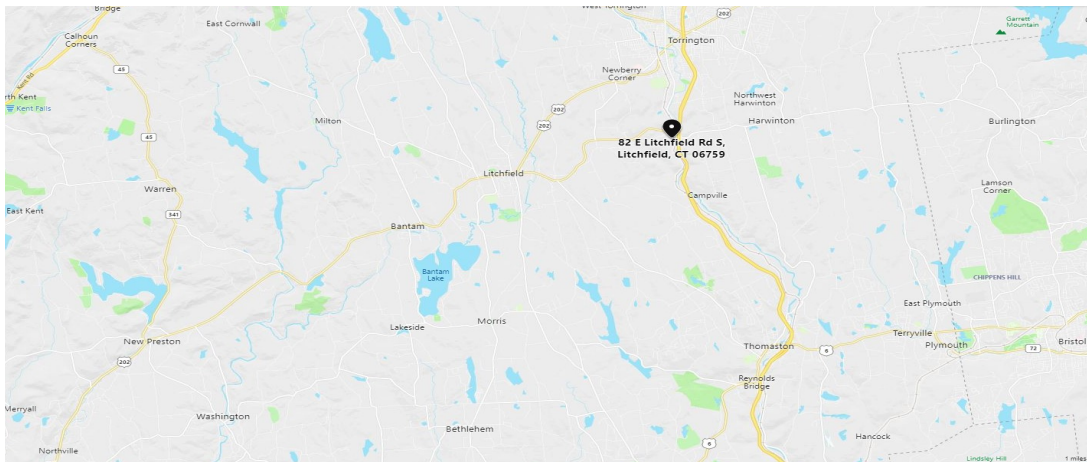 Bridge
West Torrington
202
East Cornwall
Garrett
Mountain
Calhoun
Corners
Torrington
45
Newberry
Corner
Kent Rd
rth Kent
Kent Falls
Northwest
Harwinton
202
202
Milton
Harwinton
Burlington
45
82 E Litchfield Rd S,
Litchfield, CT 06759
Litchfield
Warren
Lamson
Corner
Campville
East Kent
341
Bantam
Bantam
Lake
CHIPPENS HILL
East Plymouth
Morris
Lakeside
Terryville
New Preston
Thomaston
6
Plymouth
72
Bristol
202
Reynolds
Bridge
Merryall
Washington
Bethlehem
Hancock
6
Northville
Lindsley Hill
1 miles